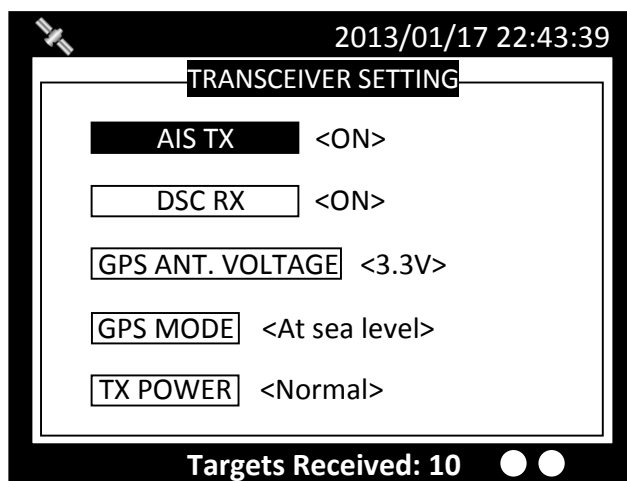 2013/01/17 22:43:39
TRANSCEIVER SETTING
AIS TX <ON>
DSC RX <ON>
GPS ANT. VOLTAGE <3.3V>
GPS MODE <At sea level>
TX POWER <Normal>
Targets Received: 10